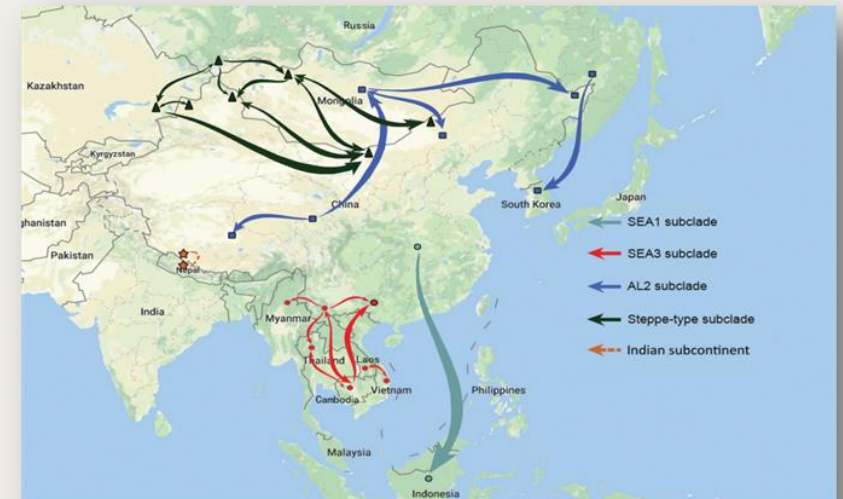 Russia
Kazakhstan
Mongolia
Kyrgyzstan
China
South Korea
Japan
ghanistan
Pakistan
Nepal
India
Myanmar
Thailand
Laos
Vietnam
Cambodia
Philippines
Malaysia
Indonesia
SEA1 subclade
SEA3 subclade
AL2 subclade
Steppe-type subclade
Indian subcontinent